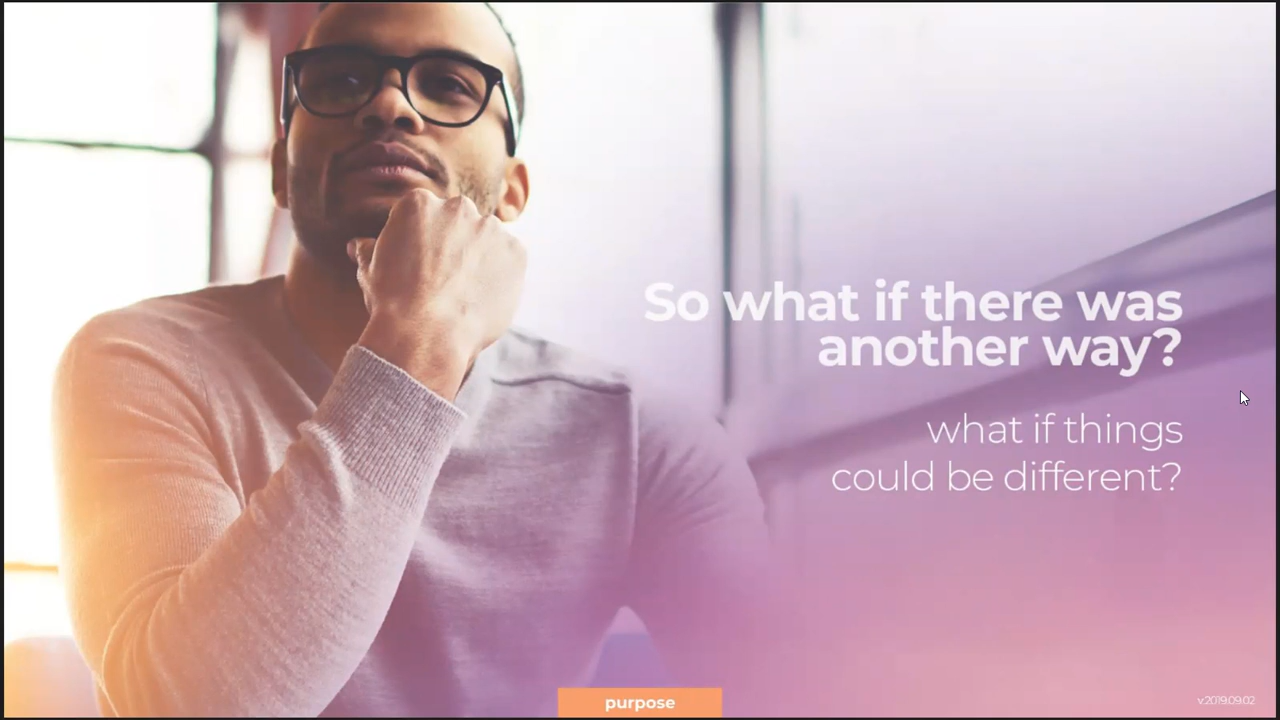 So what if there was
another way?
what if things
could be different?
purpose
v.2019.09.02